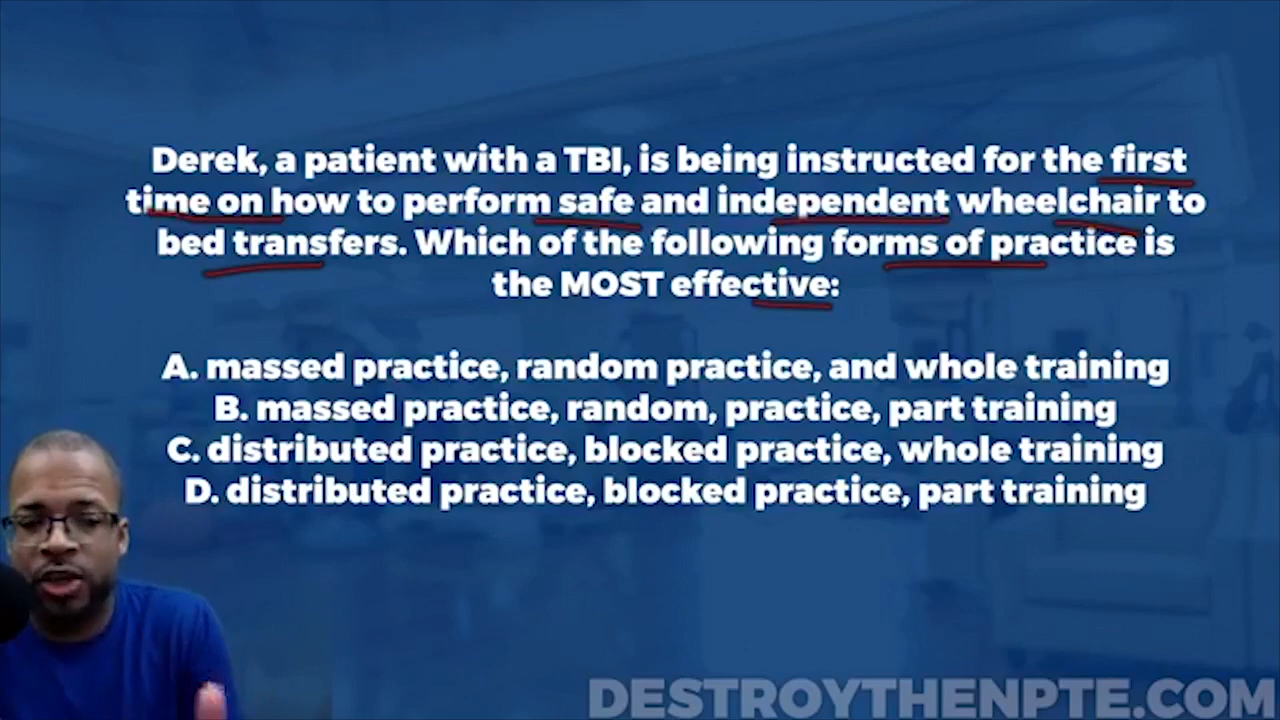 Derek, a patient with a TBI, is being instructed for the first
time on how to perform safe and independent wheelchair to
bed transfers. Which of the following forms of practice is
the MOST effective:
A. massed practice, random practice, and whole training
B. massed practice, random, practice, part training
C. distributed practice, blocked practice, whole training
D. distributed practice, blocked practice, part training
DESTROYTHENPTE.COM